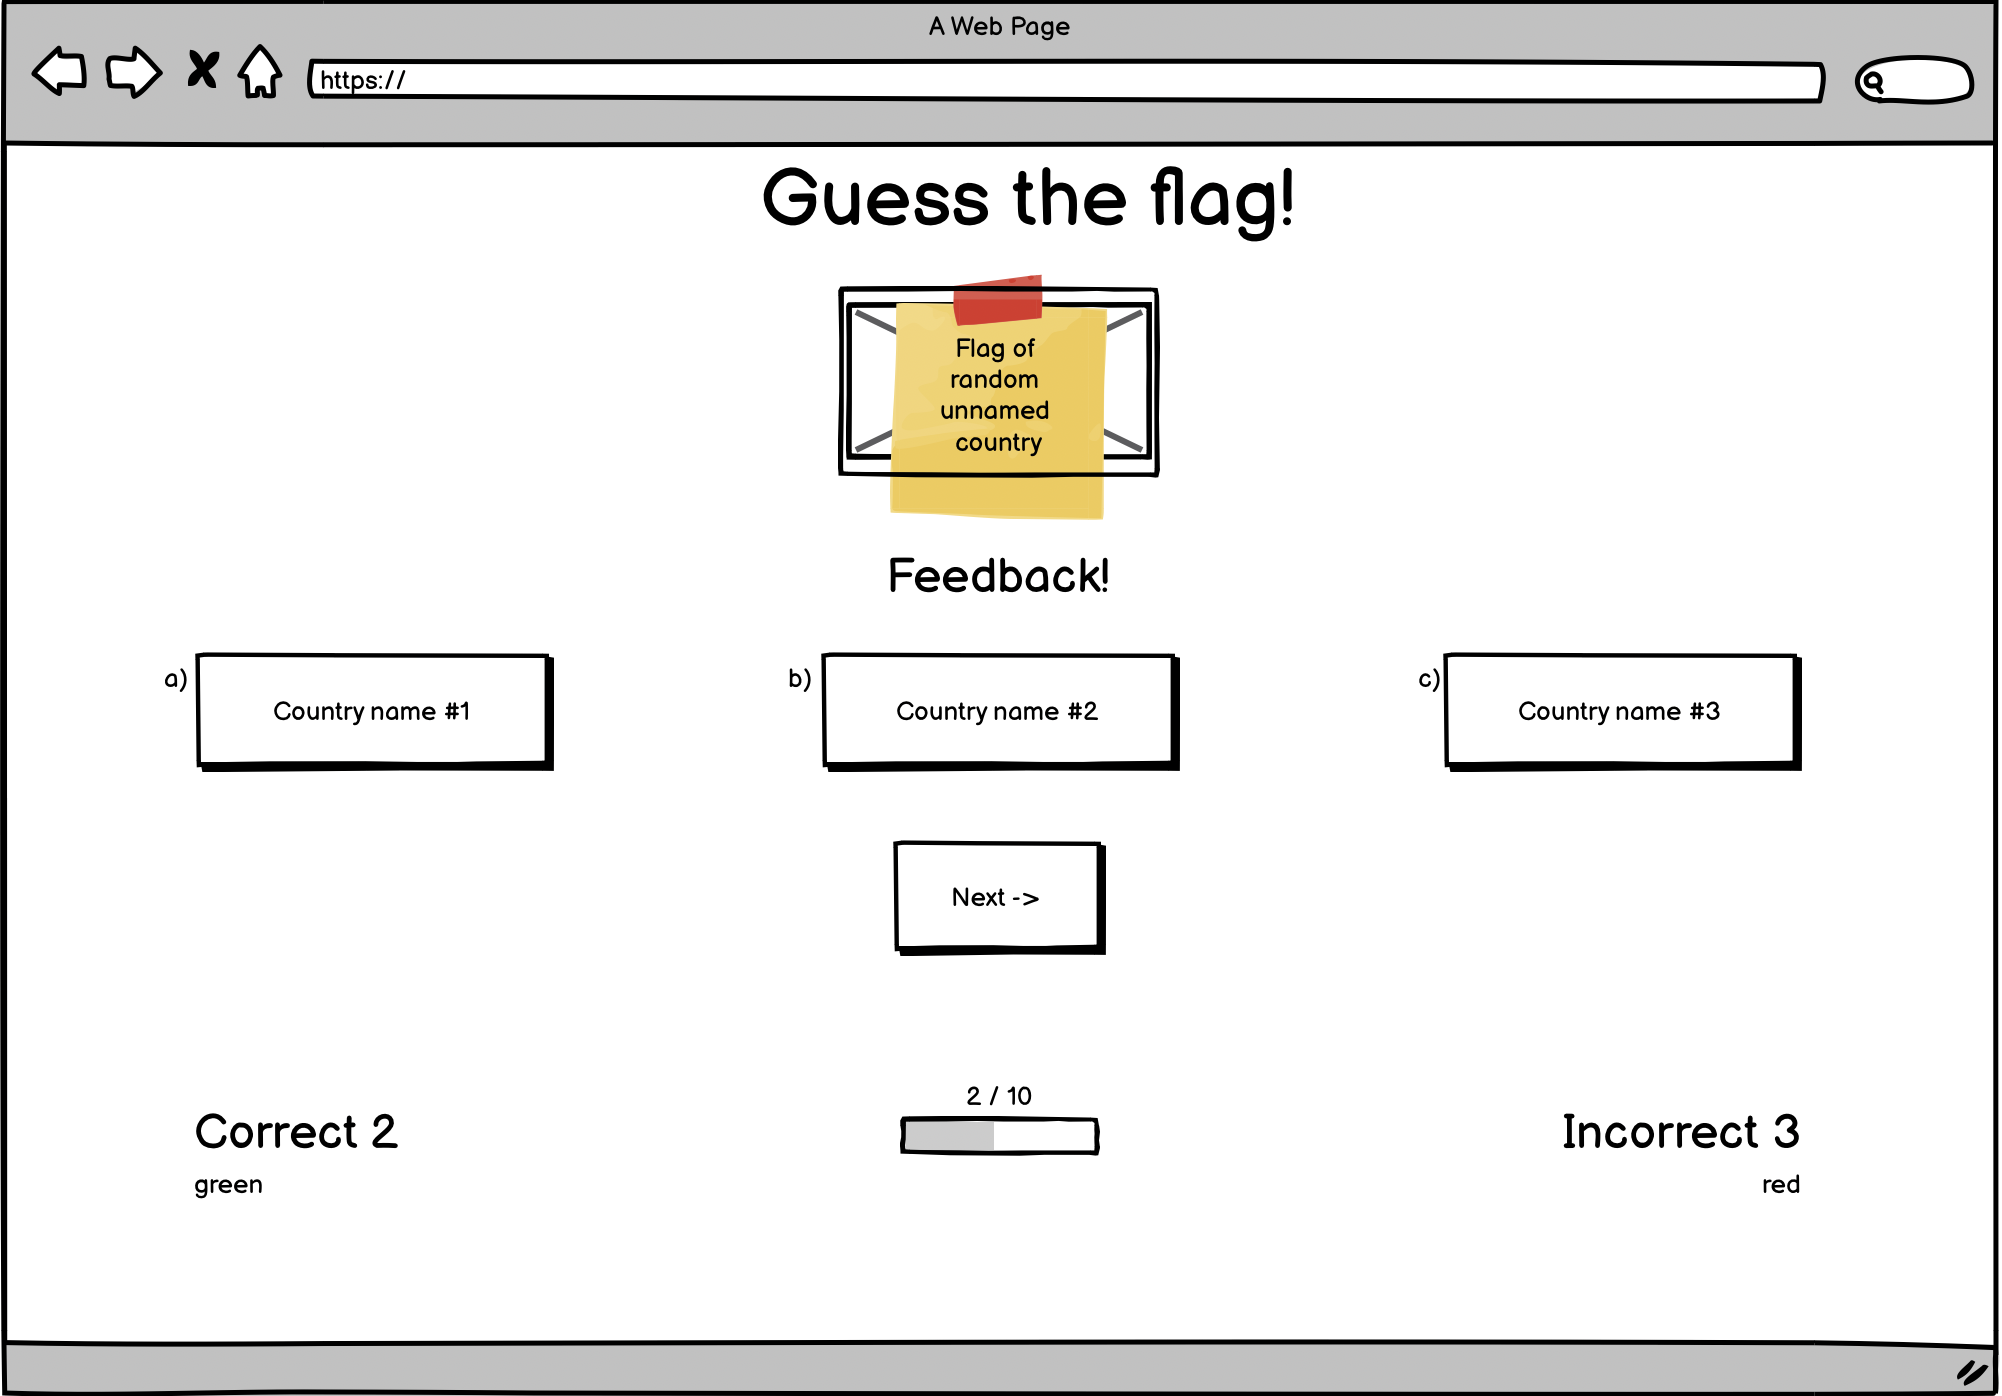 A Web Page
https://
Guess the flag!
Flag of
random
unnamed
country
Feedback!
a)
Country name #1
b)
Country name #2
c)
Country name #3
Next ->
2 / 10
Correct 2
Incorrect 3
green
red